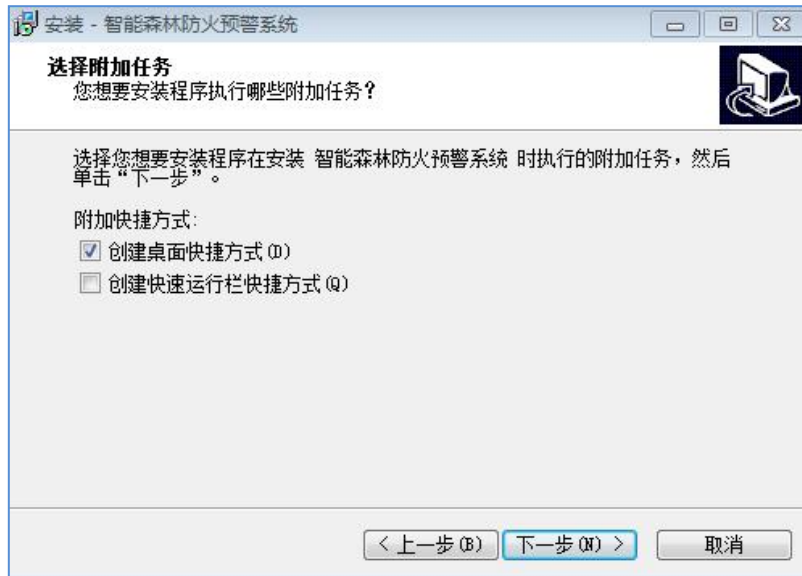 安装 - 智能森林防火预警系统
选择附加任务
您想要安装程序执行哪些附加任务?
选择您想要安装程序在安装 智能森林防火预警系统 时执行的附加任务，然后
单击“下一步”。
附加快捷方式:
创建桌面快捷方式(D)
创建快速运行栏快捷方式(Q)
< 上一步(B) 下一步(N) > 取消